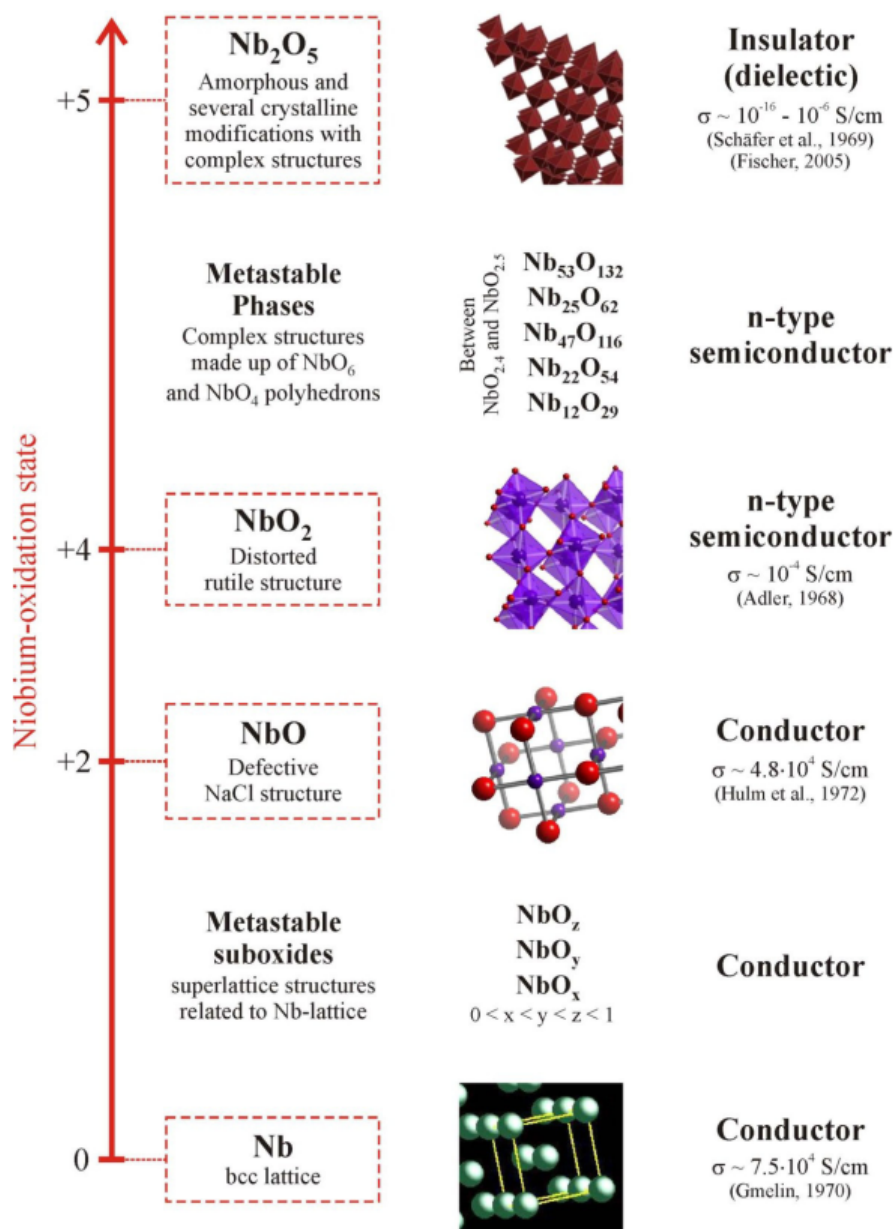 Nb₂O₅
Amorphous and
several crystalline
modifications with
complex structures
Insulator
(dielectic)
σ ~ 10⁻¹⁶ - 10⁻⁶ S/cm
(Schäfer et al., 1969)
(Fischer, 2005)
+5
Metastable
Phases
Complex structures
made up of NbO₆
and NbO₄ polyhedrons
Between
NbO₂.₄ and NbO₂.₅
Nb₅₃O₁₃₂
Nb₂₅O₆₂
Nb₄₇O₁₁₆
Nb₂₂O₅₄
Nb₁₂O₂₉
n-type
semiconductor
Niobium-oxidation state
+4
NbO₂
Distorted
rutile structure
n-type
semiconductor
σ ~ 10⁻⁴ S/cm
(Adler, 1968)
+2
NbO
Defective
NaCl structure
Conductor
σ ~ 4.8·10⁴ S/cm
(Hulm et al., 1972)
Metastable
suboxides
superlattice structures
related to Nb-lattice
NbO_z
NbO_y
NbOₓ
0 < x < y < z < 1
Conductor
0
Nb
bcc lattice
Conductor
σ ~ 7.5·10⁴ S/cm
(Gmelin, 1970)